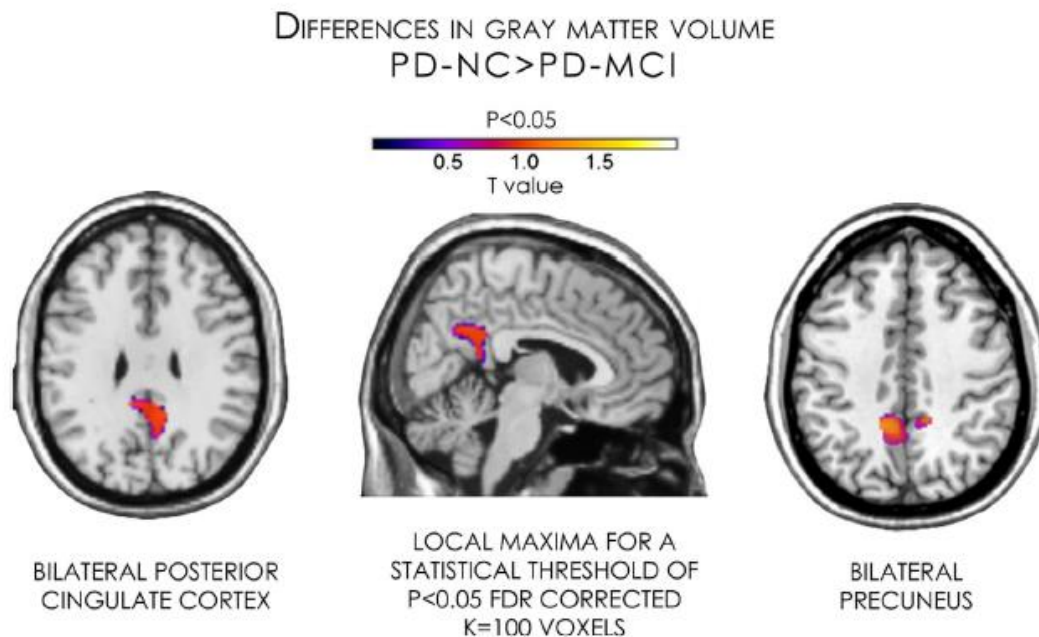 DIFFERENCES IN GRAY MATTER VOLUME
PD-NC>PD-MCI
P<0.05
0.5 1.0 1.5
T value
BILATERAL POSTERIOR
CINGULATE CORTEX
LOCAL MAXIMA FOR A
STATISTICAL THRESHOLD OF
P<0.05 FDR CORRECTED
K=100 VOXELS
BILATERAL
PRECUNEUS